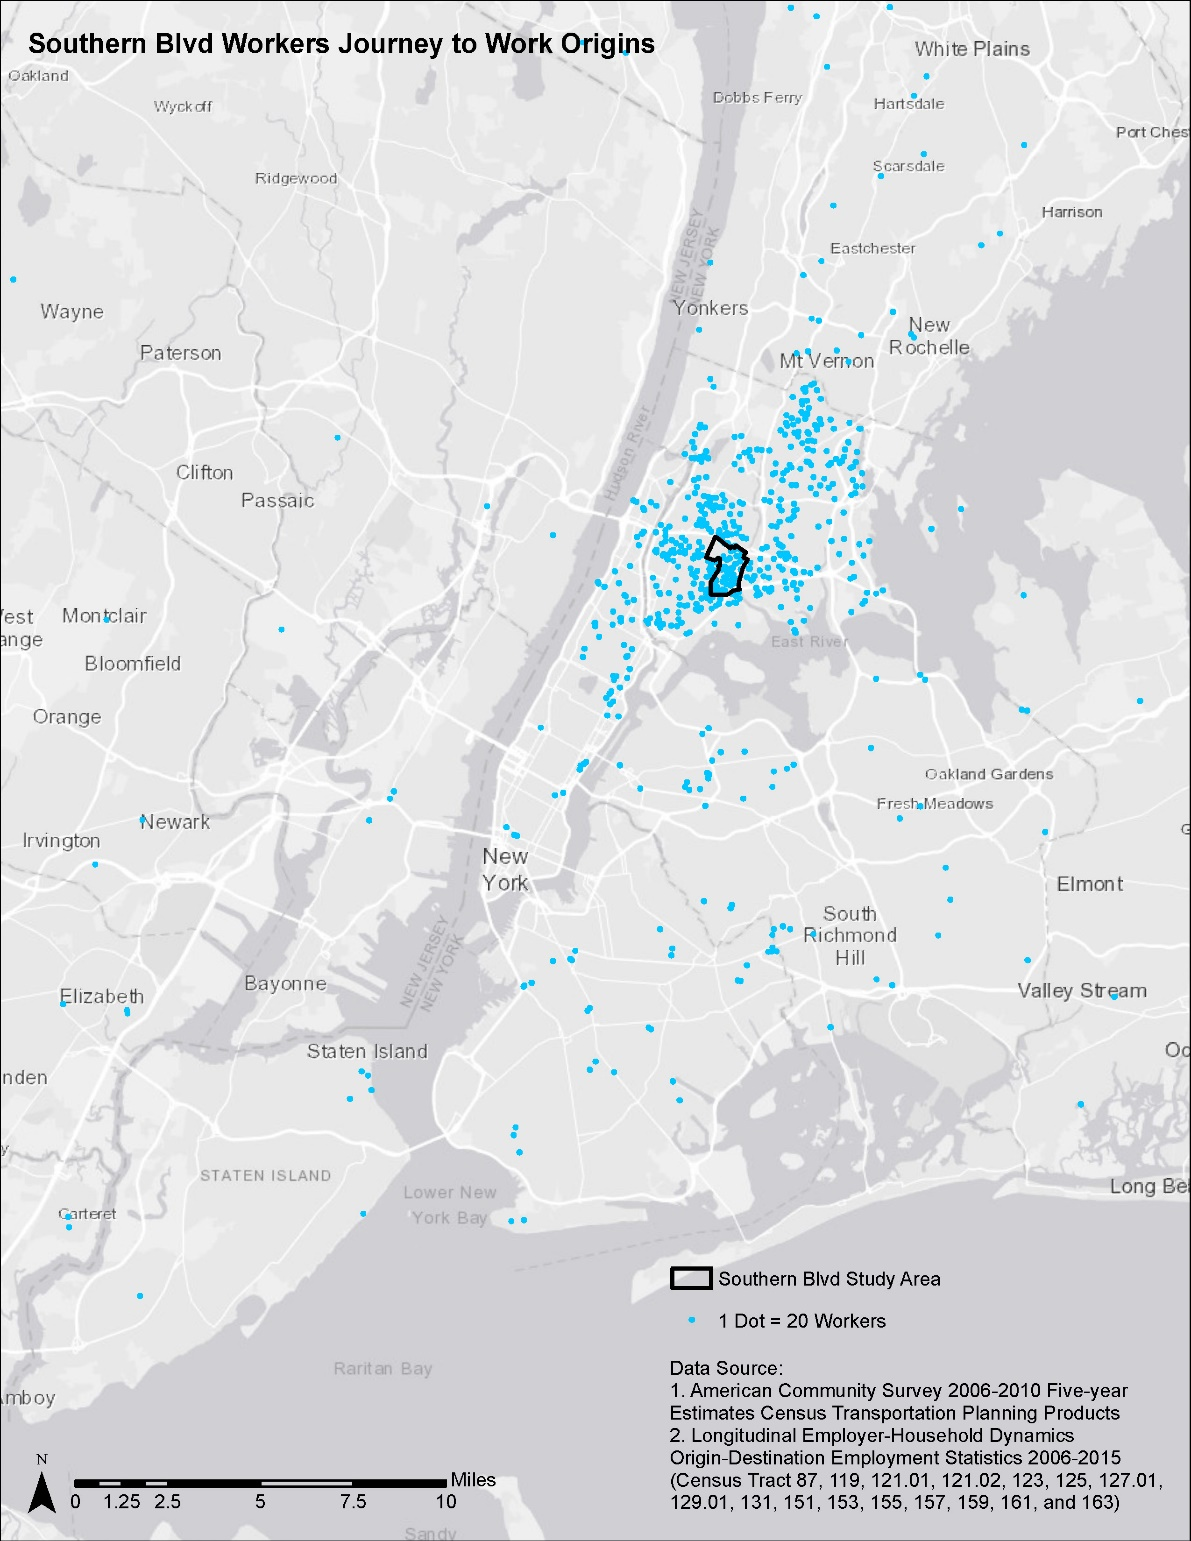 Southern Blvd Workers Journey to Work Origins
White Plains
Oakland
Dobbs Ferry
Hartsdale
Wyckoff
Port Ches
Scarsdale
Ridgewood
Harrison
NEW JERSEY
NEW YORK
Eastchester
Yonkers
Wayne
New
Rochelle
Paterson
Mt Vernon
Hudson River
Clifton
Passaic
Montclair
ange
East River
Bloomfield
Orange
Oakland Gardens
Fresh Meadows
Newark
Irvington
New
York
Elmont
South
Richmond
Hill
NEW JERSEY
NEW YORK
Bayonne
Elizabeth
Valley Stream
Staten Island
Oc
nden
STATEN ISLAND
Long Be
Lower New
York Bay
Carteret
Southern Blvd Study Area
1 Dot = 20 Workers
Raritan Bay
Data Source:
1. American Community Survey 2006-2010 Five-year
Estimates Census Transportation Planning Products
2. Longitudinal Employer-Household Dynamics
Origin-Destination Employment Statistics 2006-2015
(Census Tract 87, 119, 121.01, 121.02, 123, 125, 127.01,
129.01, 131, 151, 153, 155, 157, 159, 161, and 163)
mboy
N
Miles
0 1.25 2.5 5 7.5 10
Sandy